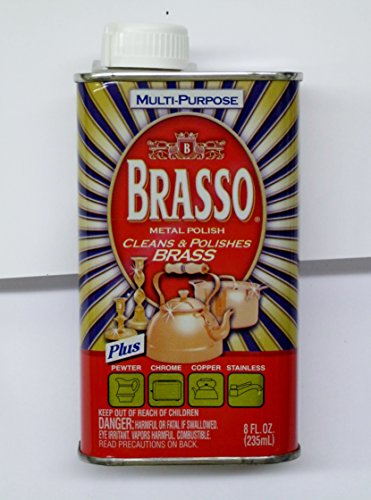 MULTI-PURPOSE
B
BRASSO®
METAL POLISH
CLEANS & POLISHES
BRASS
Plus
PEWTER CHROME COPPER STAINLESS
KEEP OUT OF REACH OF CHILDREN
DANGER: HARMFUL OR FATAL IF SWALLOWED.
EYE IRRITANT. VAPORS HARMFUL. COMBUSTIBLE.
READ PRECAUTIONS ON BACK.
8 FL. OZ.
(235mL)